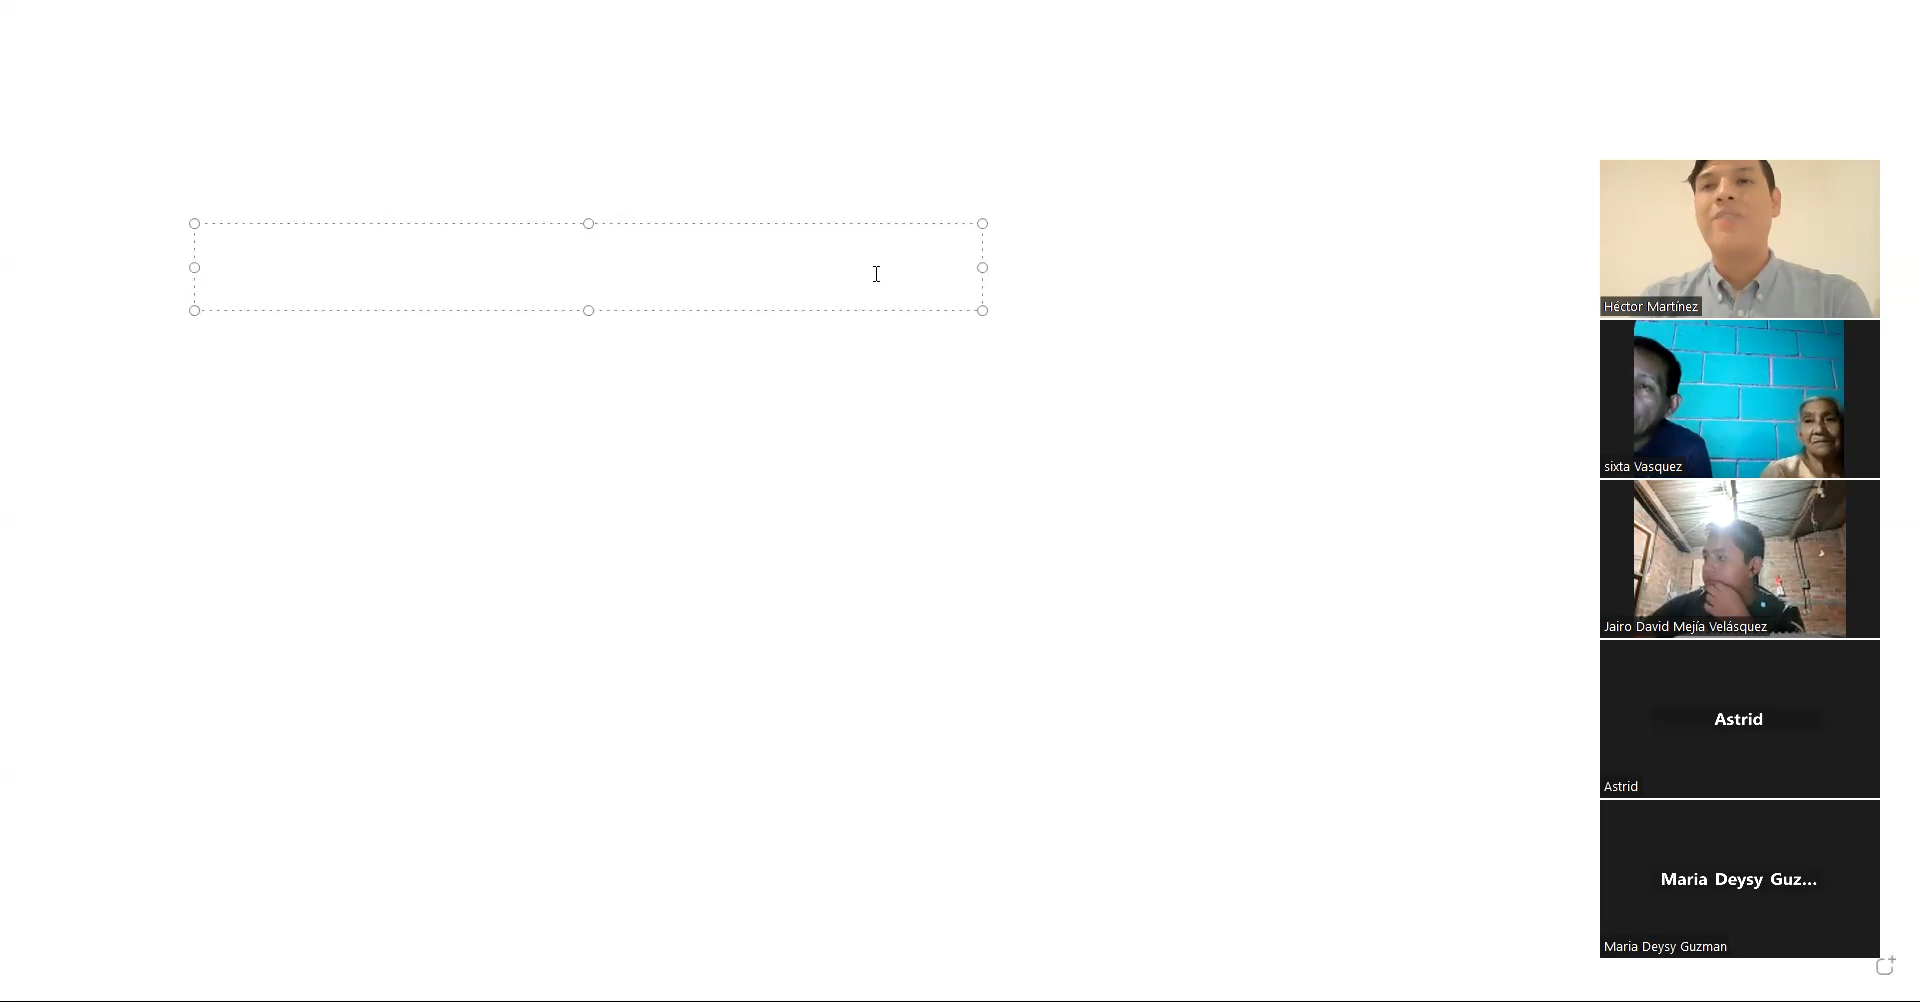 Héctor Martínez
sixta Vasquez
Jairo David Mejía Velásquez
Astrid
Astrid
Maria Deysy Guz...
Maria Deysy Guzman